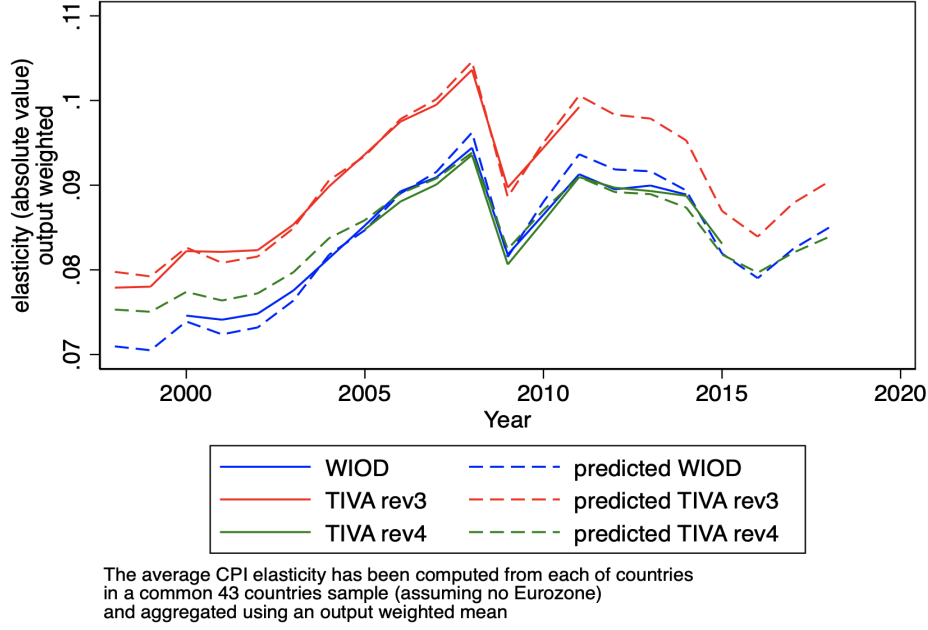 .11
.1
.09
.08
.07
elasticity (absolute value)
output weighted
2000 2005 2010 2015 2020
Year
WIOD predicted WIOD
TIVA rev3 predicted TIVA rev3
TIVA rev4 predicted TIVA rev4
The average CPI elasticity has been computed from each of countries
in a common 43 countries sample (assuming no Eurozone)
and aggregated using an output weighted mean